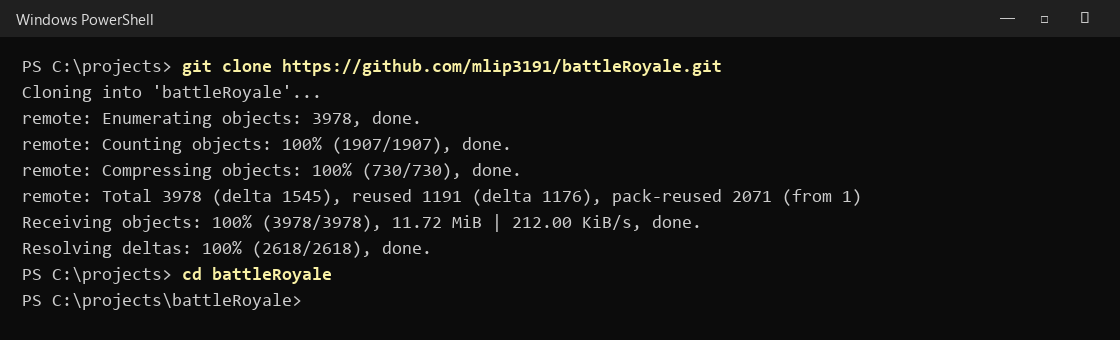 Windows PowerShell
PS C:\projects> git clone https://github.com/mlip3191/battleRoyale.git
Cloning into 'battleRoyale'...
remote: Enumerating objects: 3978, done.
remote: Counting objects: 100% (1907/1907), done.
remote: Compressing objects: 100% (730/730), done.
remote: Total 3978 (delta 1545), reused 1191 (delta 1176), pack-reused 2071 (from 1)
Receiving objects: 100% (3978/3978), 11.72 MiB | 212.00 KiB/s, done.
Resolving deltas: 100% (2618/2618), done.
PS C:\projects> cd battleRoyale
PS C:\projects\battleRoyale>